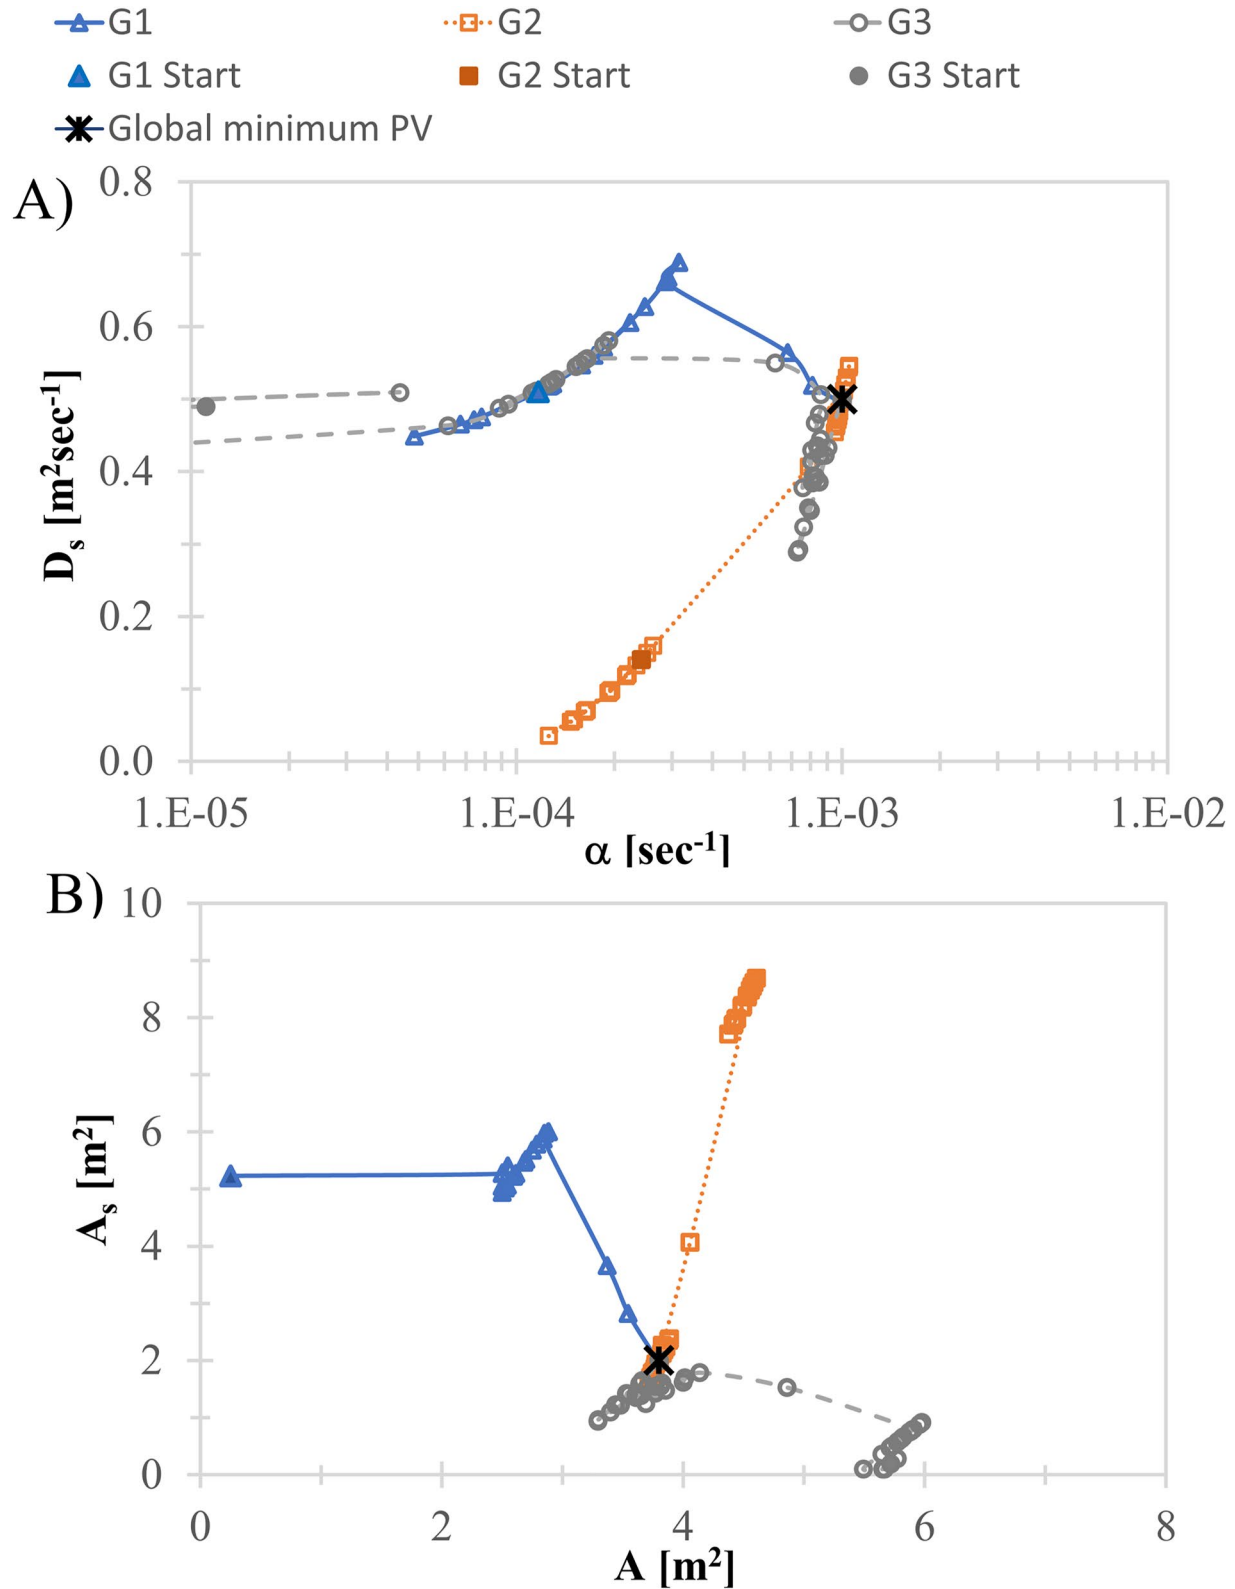 G1 G2 G3
G1 Start G2 Start G3 Start
Global minimum PV
A)
0.8
0.6
0.4
0.2
0.0
Ds [m2sec-1]
1.E-05 1.E-04 1.E-03 1.E-02
α [sec-1]
B)
10
8
6
4
2
0
As [m2]
0 2 4 6 8
A [m2]